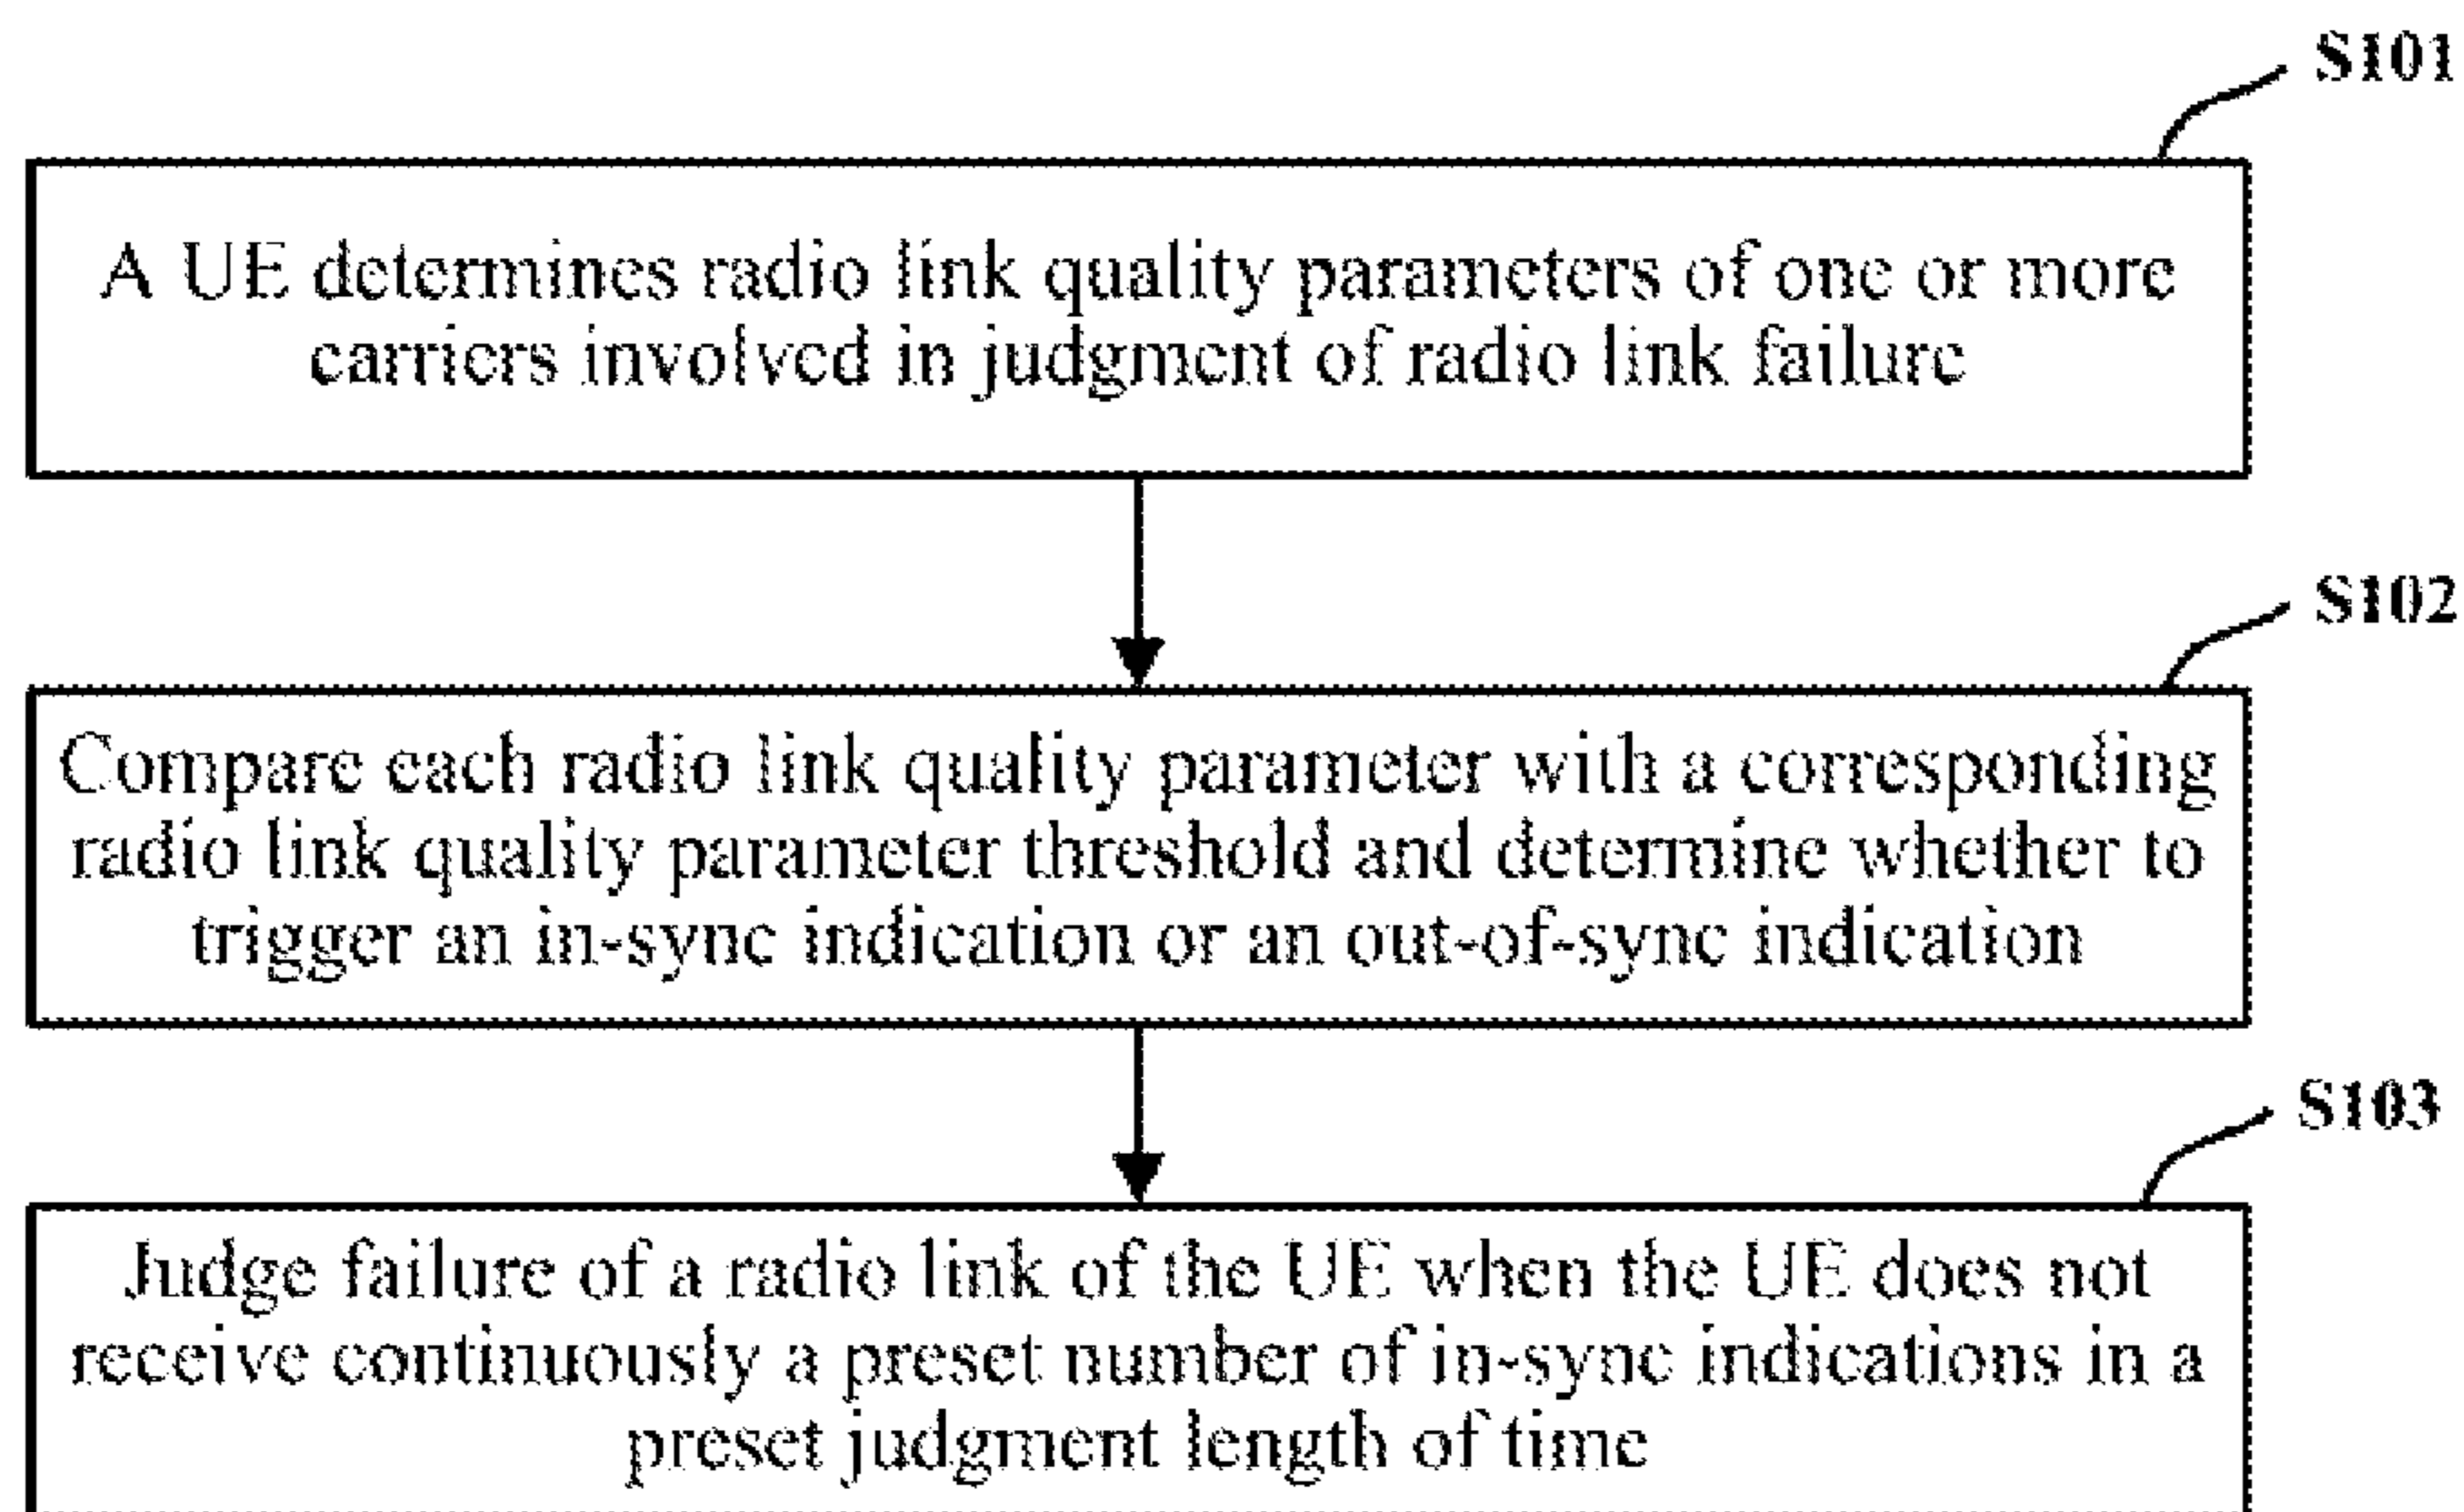 S101
A UE determines radio link quality parameters of one or more
carriers involved in judgment of radio link failure
S102
Compare each radio link quality parameter with a corresponding
radio link quality parameter threshold and determine whether to
trigger an in-sync indication or an out-of-sync indication
S103
Judge failure of a radio link of the UE when the UE does not
receive continuously a preset number of in-sync indications in a
preset judgment length of time